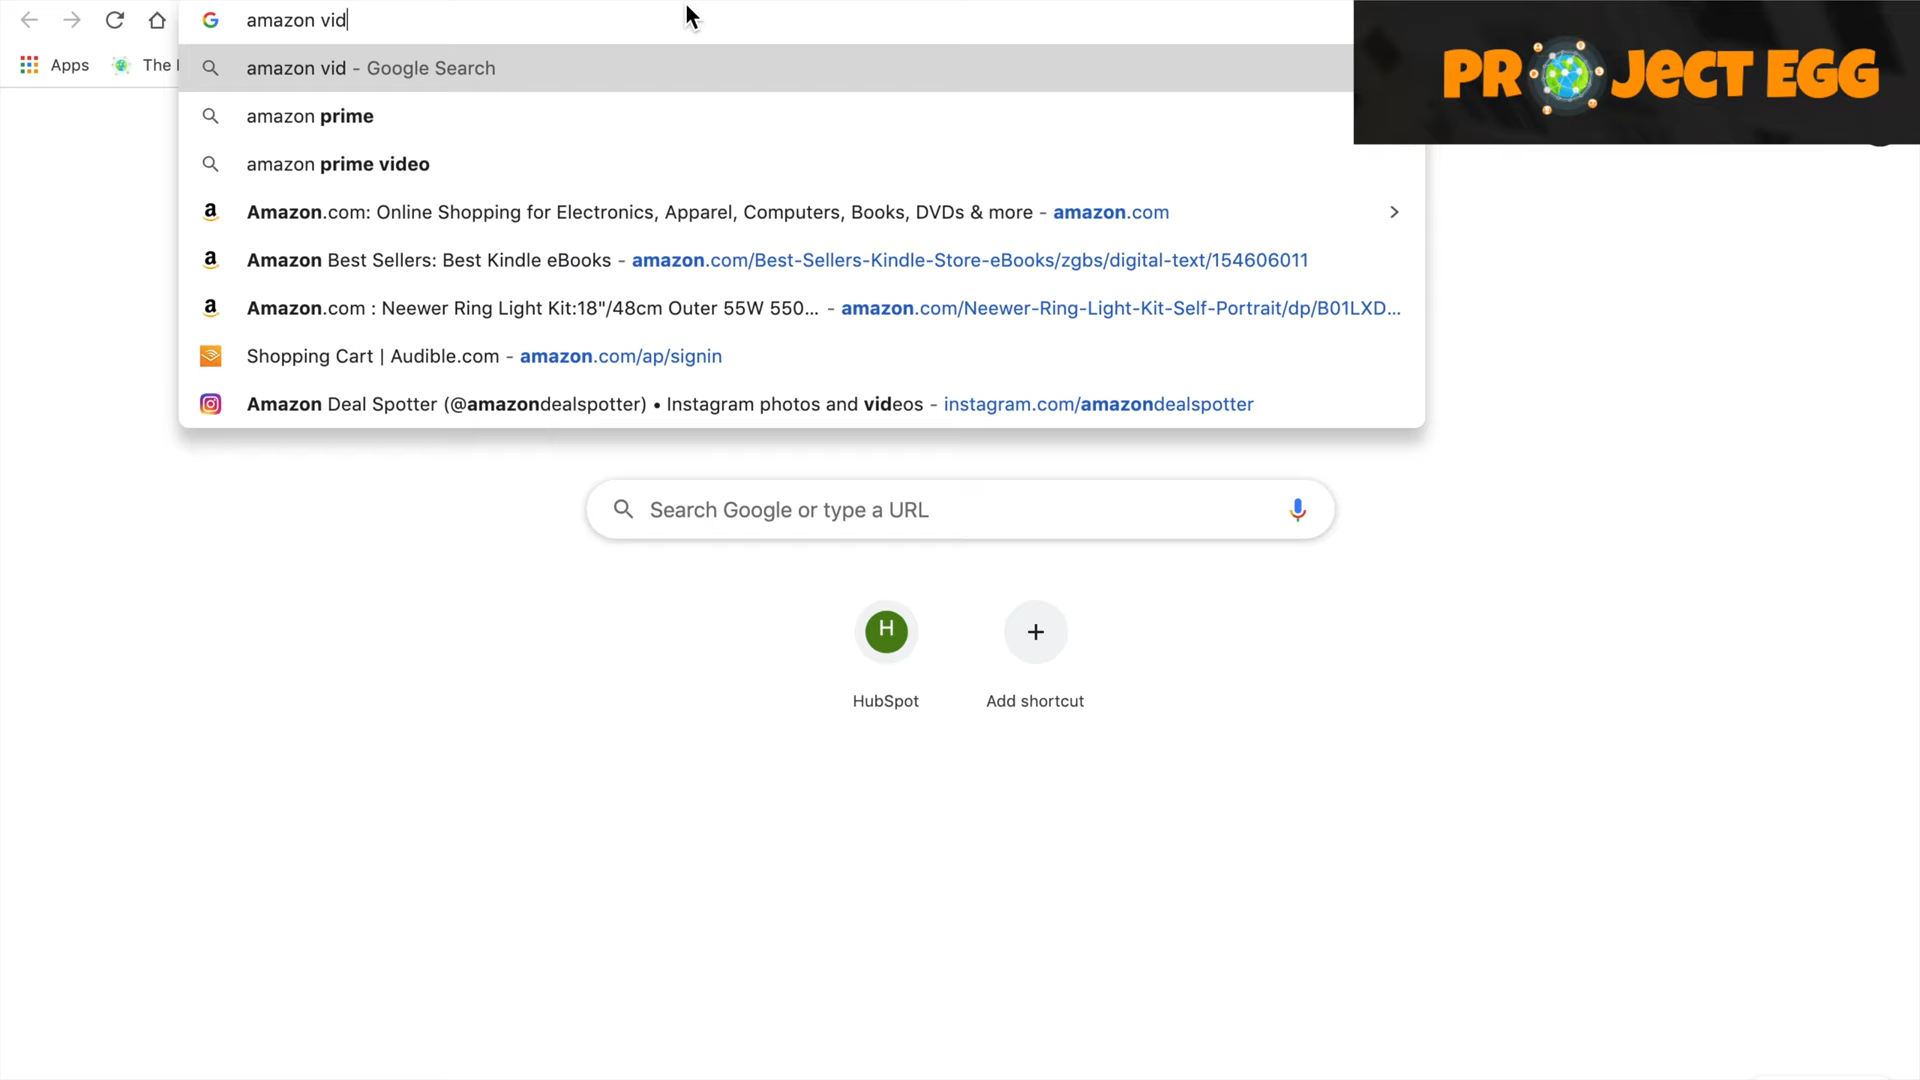 amazon vid
Apps The
amazon vid - Google Search
PROJECT EGG
amazon prime
amazon prime video
Amazon.com: Online Shopping for Electronics, Apparel, Computers, Books, DVDs & more - amazon.com
Amazon Best Sellers: Best Kindle eBooks - amazon.com/Best-Sellers-Kindle-Store-eBooks/zgbs/digital-text/154606011
Amazon.com : Neewer Ring Light Kit:18"/48cm Outer 55W 550... - amazon.com/Neewer-Ring-Light-Kit-Self-Portrait/dp/B01LXD...
Shopping Cart | Audible.com - amazon.com/ap/signin
Amazon Deal Spotter (@amazondealspotter) • Instagram photos and videos - instagram.com/amazondealspotter
Search Google or type a URL
H
HubSpot Add shortcut